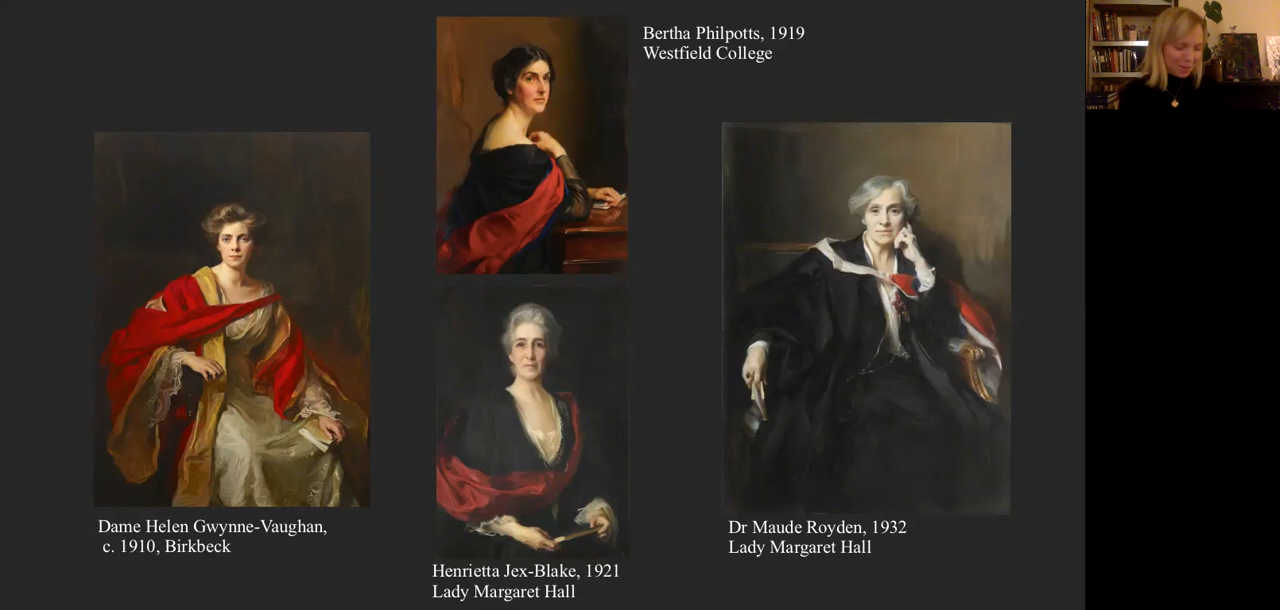 Bertha Philpotts, 1919
Westfield College
Dame Helen Gwynne-Vaughan,
c. 1910, Birkbeck
Henrietta Jex-Blake, 1921
Lady Margaret Hall
Dr Maude Royden, 1932
Lady Margaret Hall